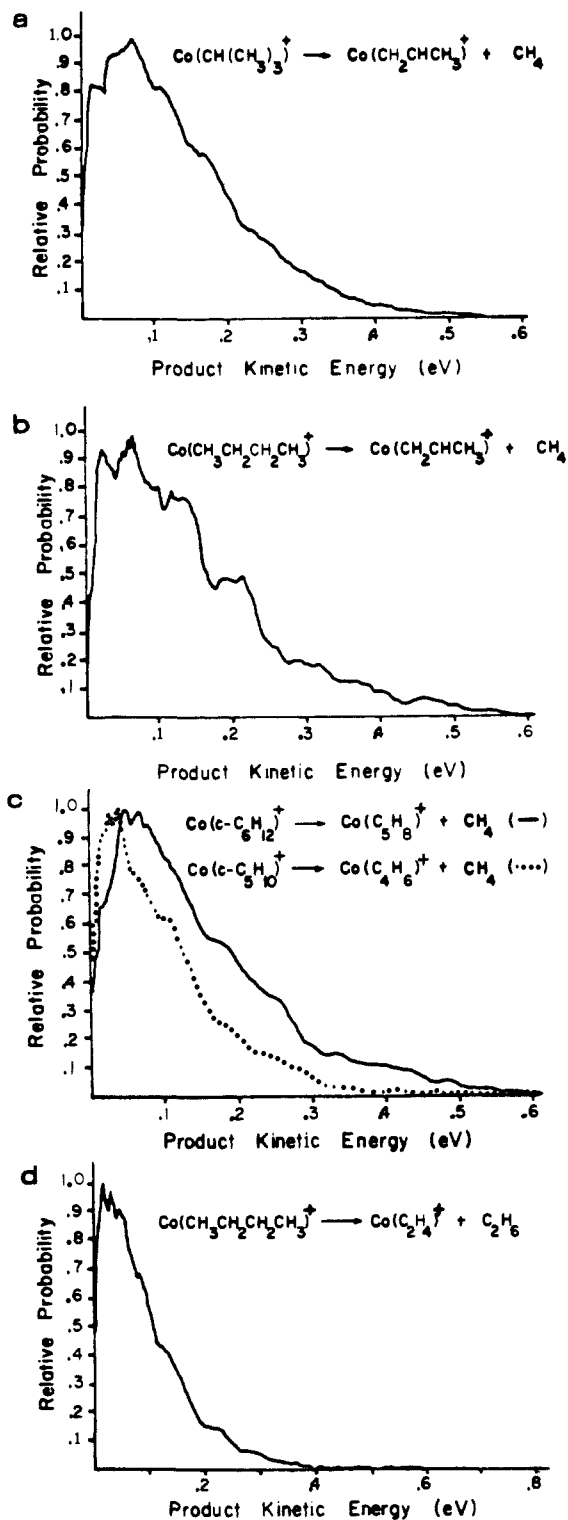 a
Co(CH(CH3)3)+ → Co(CH2CHCH3)+ + CH4
Relative Probability
1.0
.9
.8
.7
.6
.5
.4
.3
.2
.1
.1 .2 .3 .4 .5 .6
Product Kinetic Energy (eV)
b
Co(CH3CH2CH2CH3)+ → Co(CH2CHCH3)+ + CH4
Relative Probability
1.0
.9
.8
.7
.6
.5
.4
.3
.2
.1
.1 .2 .3 .4 .5 .6
Product Kinetic Energy (eV)
c
Co(c-C6H12)+ → Co(C5H8)+ + CH4 (—)
Co(c-C5H10)+ → Co(C4H6)+ + CH4 (....)
Relative Probability
1.0
.9
.8
.7
.6
.5
.4
.3
.2
.1
.1 .2 .3 .4 .5 .6
Product Kinetic Energy (eV)
d
Co(CH3CH2CH2CH3)+ → Co(C2H4)+ + C2H6
Relative Probability
1.0
.9
.8
.7
.6
.5
.4
.3
.2
.1
.2 .4 .6 .8
Product Kinetic Energy (eV)